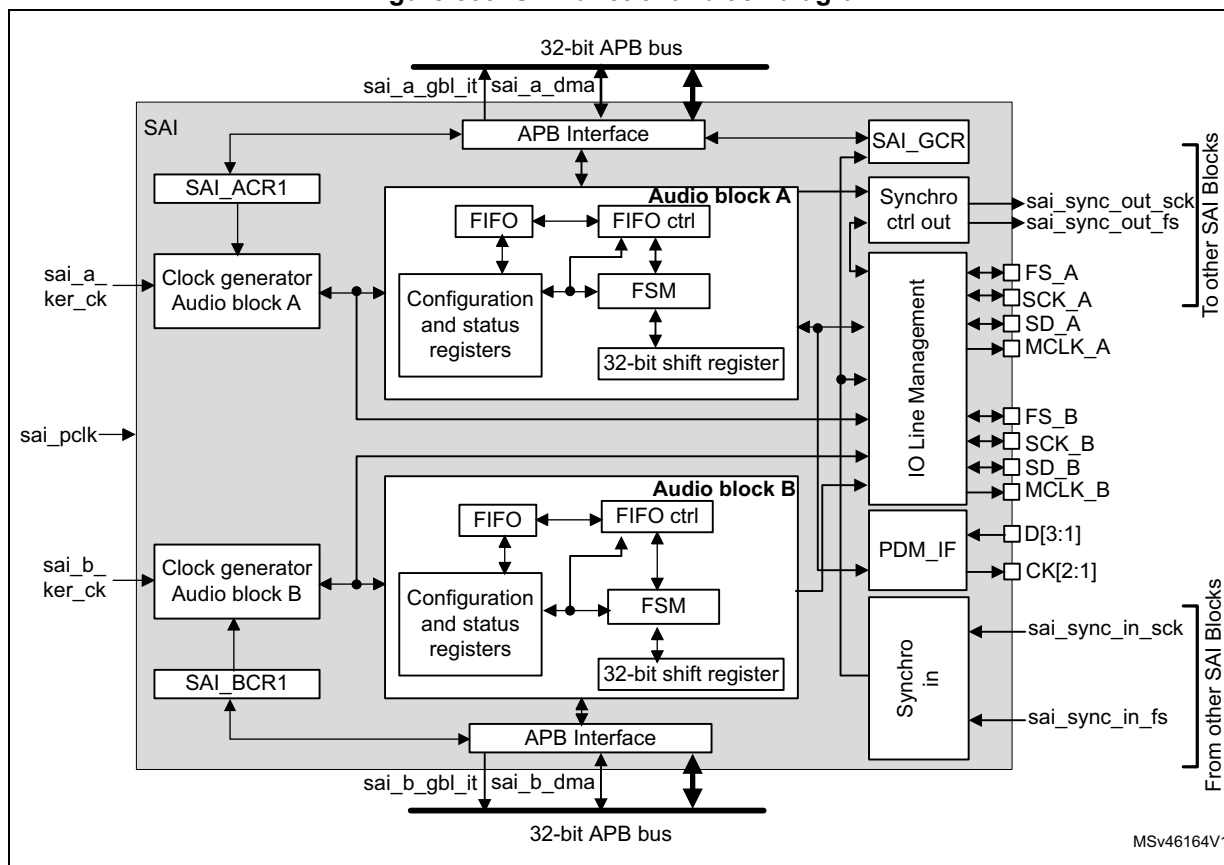 32-bit APB bus
sai_a_gbl_it
sai_a_dma
SAI
APB Interface
SAI_GCR
SAI_ACR1
Audio block A
FIFO
FIFO ctrl
Synchro
ctrl out
sai_sync_out_sck
sai_sync_out_fs
To other SAI Blocks
sai_a_
ker_ck
Clock generator
Audio block A
Configuration
and status
registers
FSM
32-bit shift register
IO Line Management
FS_A
SCK_A
SD_A
MCLK_A
sai_pclk
FS_B
SCK_B
SD_B
MCLK_B
Audio block B
FIFO
FIFO ctrl
PDM_IF
D[3:1]
CK[2:1]
sai_b_
ker_ck
Clock generator
Audio block B
Configuration
and status
registers
FSM
32-bit shift register
SAI_BCR1
Synchro
in
sai_sync_in_sck
sai_sync_in_fs
From other SAI Blocks
APB Interface
sai_b_gbl_it
sai_b_dma
32-bit APB bus
MSv46164V1